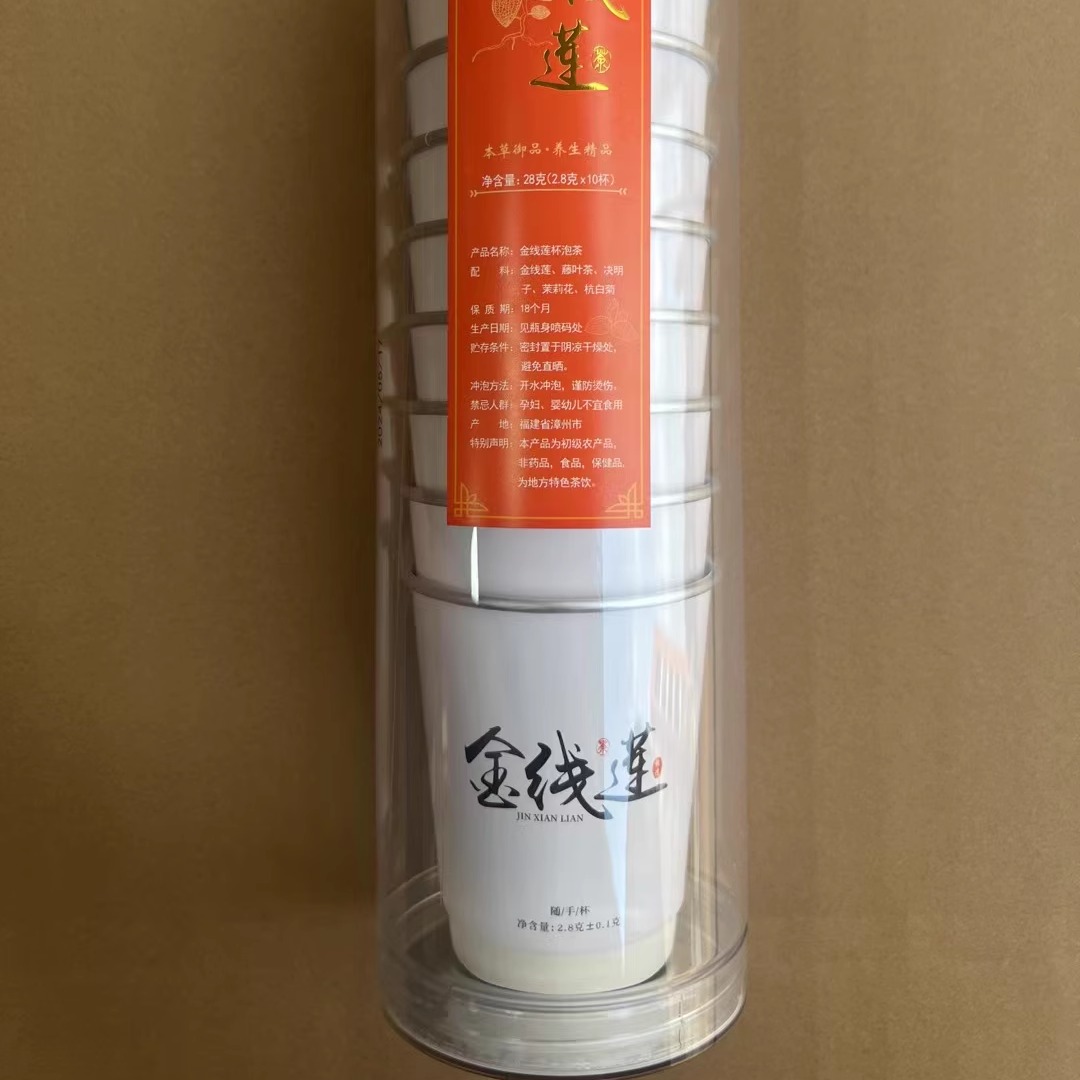 莲
茶
本草御品·养生精品
净含量：28克(2.8克x10杯)
产品名称：金线莲杯泡茶
配　　料：金线莲、藤叶茶、决明
子、茉莉花、杭白菊
保 质 期：18个月
生产日期：见瓶身喷码处
贮存条件：密封置于阴凉干燥处，
避免直晒。
冲泡方法：开水冲泡，谨防烫伤。
禁忌人群：孕妇、婴幼儿不宜食用
产　　地：福建省漳州市
特别声明：本产品为初级农产品，
非药品，食品，保健品.
为地方特色茶饮。
金线莲
JIN XIAN LIAN
随/手/杯
净含量：2.8克±0.1克